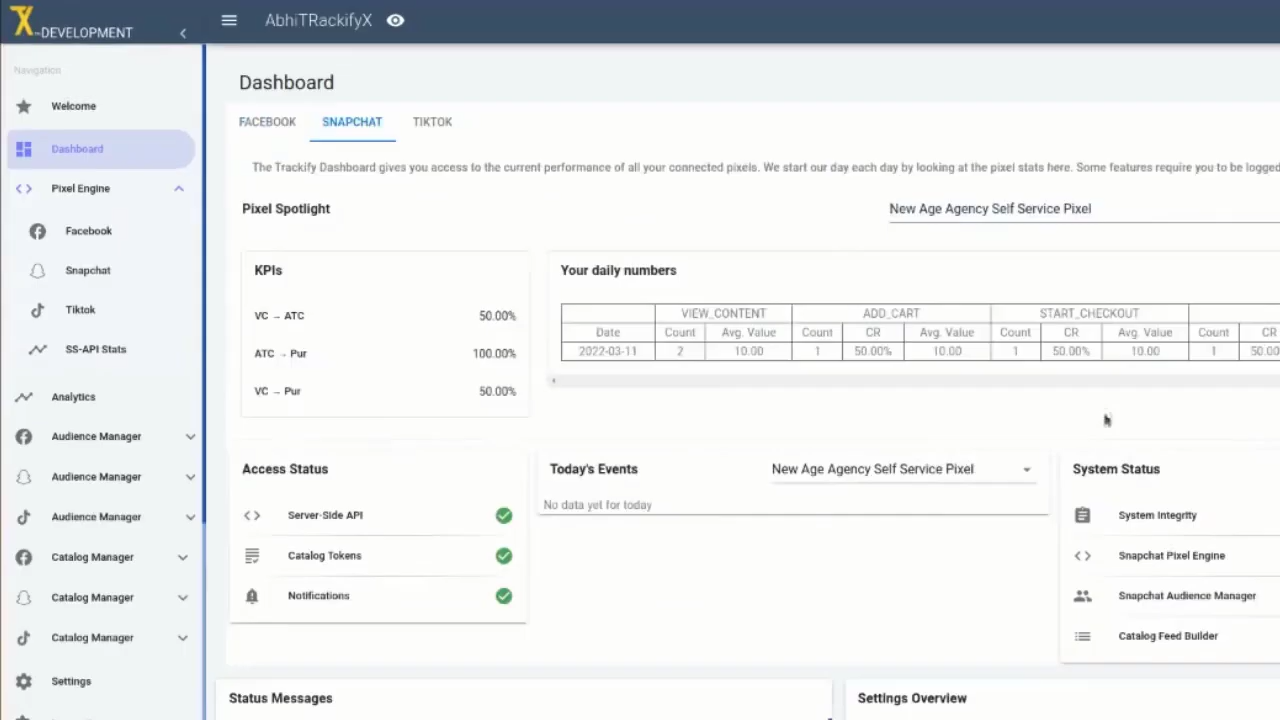 TX DEVELOPMENT
AbhiTRackifyX
Navigation
Welcome
Dashboard
Pixel Engine
Facebook
Snapchat
Tiktok
SS-API Stats
Analytics
Audience Manager
Audience Manager
Audience Manager
Catalog Manager
Catalog Manager
Catalog Manager
Settings
Dashboard
FACEBOOK SNAPCHAT TIKTOK
The Trackify Dashboard gives you access to the current performance of all your connected pixels. We start our day each day by looking at the pixel stats here. Some features require you to be logged
Pixel Spotlight
New Age Agency Self Service Pixel
KPIs
VC → ATC 50.00%
ATC → Pur 100.00%
VC → Pur 50.00%
Your daily numbers
VIEW_CONTENT ADD_CART START_CHECKOUT
Date Count Avg. Value Count CR Avg. Value Count CR Avg. Value Count CR
2022-03-11 2 10.00 1 50.00% 10.00 1 50.00% 10.00 1 50.00
Access Status
Server-Side API
Catalog Tokens
Notifications
Today's Events New Age Agency Self Service Pixel
No data yet for today
System Status
System Integrity
Snapchat Pixel Engine
Snapchat Audience Manager
Catalog Feed Builder
Status Messages
Settings Overview